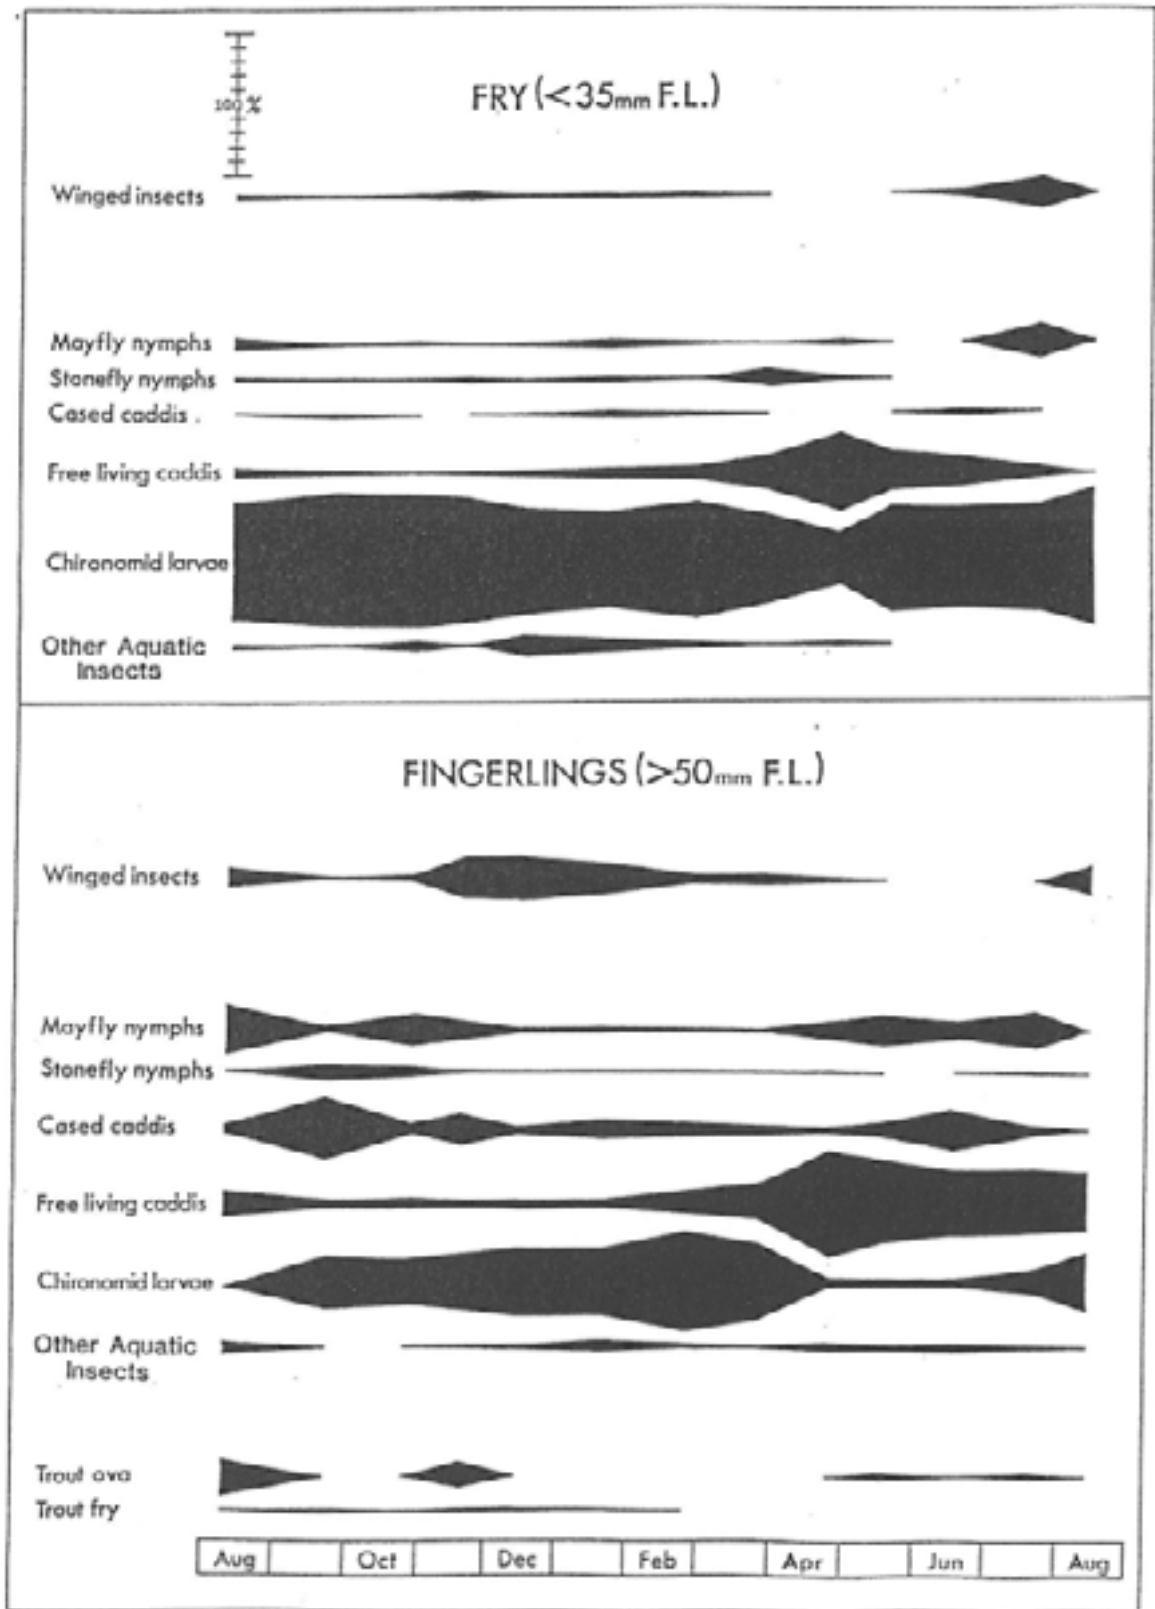 100 %
FRY (<35mm F.L.)
Winged insects
Mayfly nymphs
Stonefly nymphs
Cased caddis .
Free living caddis
Chironomid larvae
Other Aquatic
Insects
FINGERLINGS (>50mm F.L.)
Winged insects
Mayfly nymphs
Stonefly nymphs
Cased caddis
Free living caddis
Chironomid larvae
Other Aquatic
Insects
Trout ova
Trout fry
Aug Oct Dec Feb Apr Jun Aug